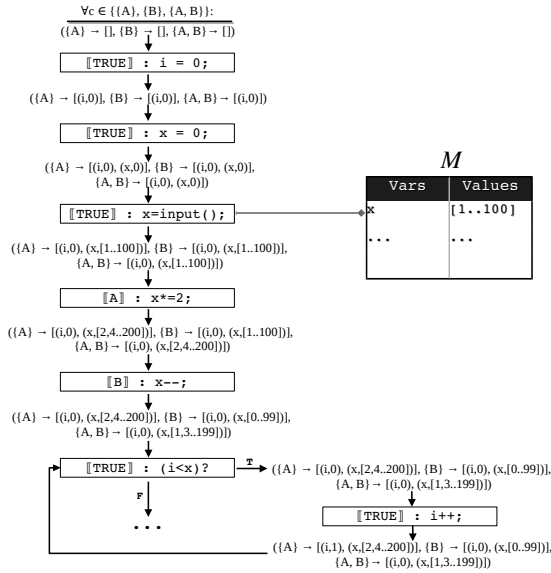 ∀c ∈ {{A}, {B}, {A, B}}:
({A} → [], {B} → [], {A, B}→ [])
⟦TRUE⟧ : i = 0;
({A} → [(i,0)], {B} → [(i,0)], {A, B} →[(i,0)])
⟦TRUE⟧ : x = 0;
({A} → [(i,0), (x,0)], {B} → [(i,0), (x,0)],
{A, B}→ [(i,0), (x,0)])
M
Vars Values
⟦TRUE⟧ : x=input();
x [1..100]
... ...
({A} → [(i,0), (x,[1..100])], {B} → [(i,0), (x,[1..100])],
{A, B}→ [(i,0), (x,[1..100])])
⟦A⟧ : x*=2;
({A} → [(i,0), (x,[2,4..200])], {B} → [(i,0), (x,[1..100])],
{A, B}→ [(i,0), (x,[2,4..200])])
⟦B⟧ : x--;
({A} → [(i,0), (x,[2,4..200])], {B} → [(i,0), (x,[0..99])],
{A, B}→ [(i,0), (x,[1,3..199])])
⟦TRUE⟧ : (i<x)?
T
({A} → [(i,0), (x,[2,4..200])], {B} → [(i,0), (x,[0..99])],
{A, B}→ [(i,0), (x,[1,3..199])])
F
...
⟦TRUE⟧ : i++;
({A} → [(i,1), (x,[2,4..200])], {B} → [(i,0), (x,[0..99])],
{A, B}→ [(i,0), (x,[1,3..199])])